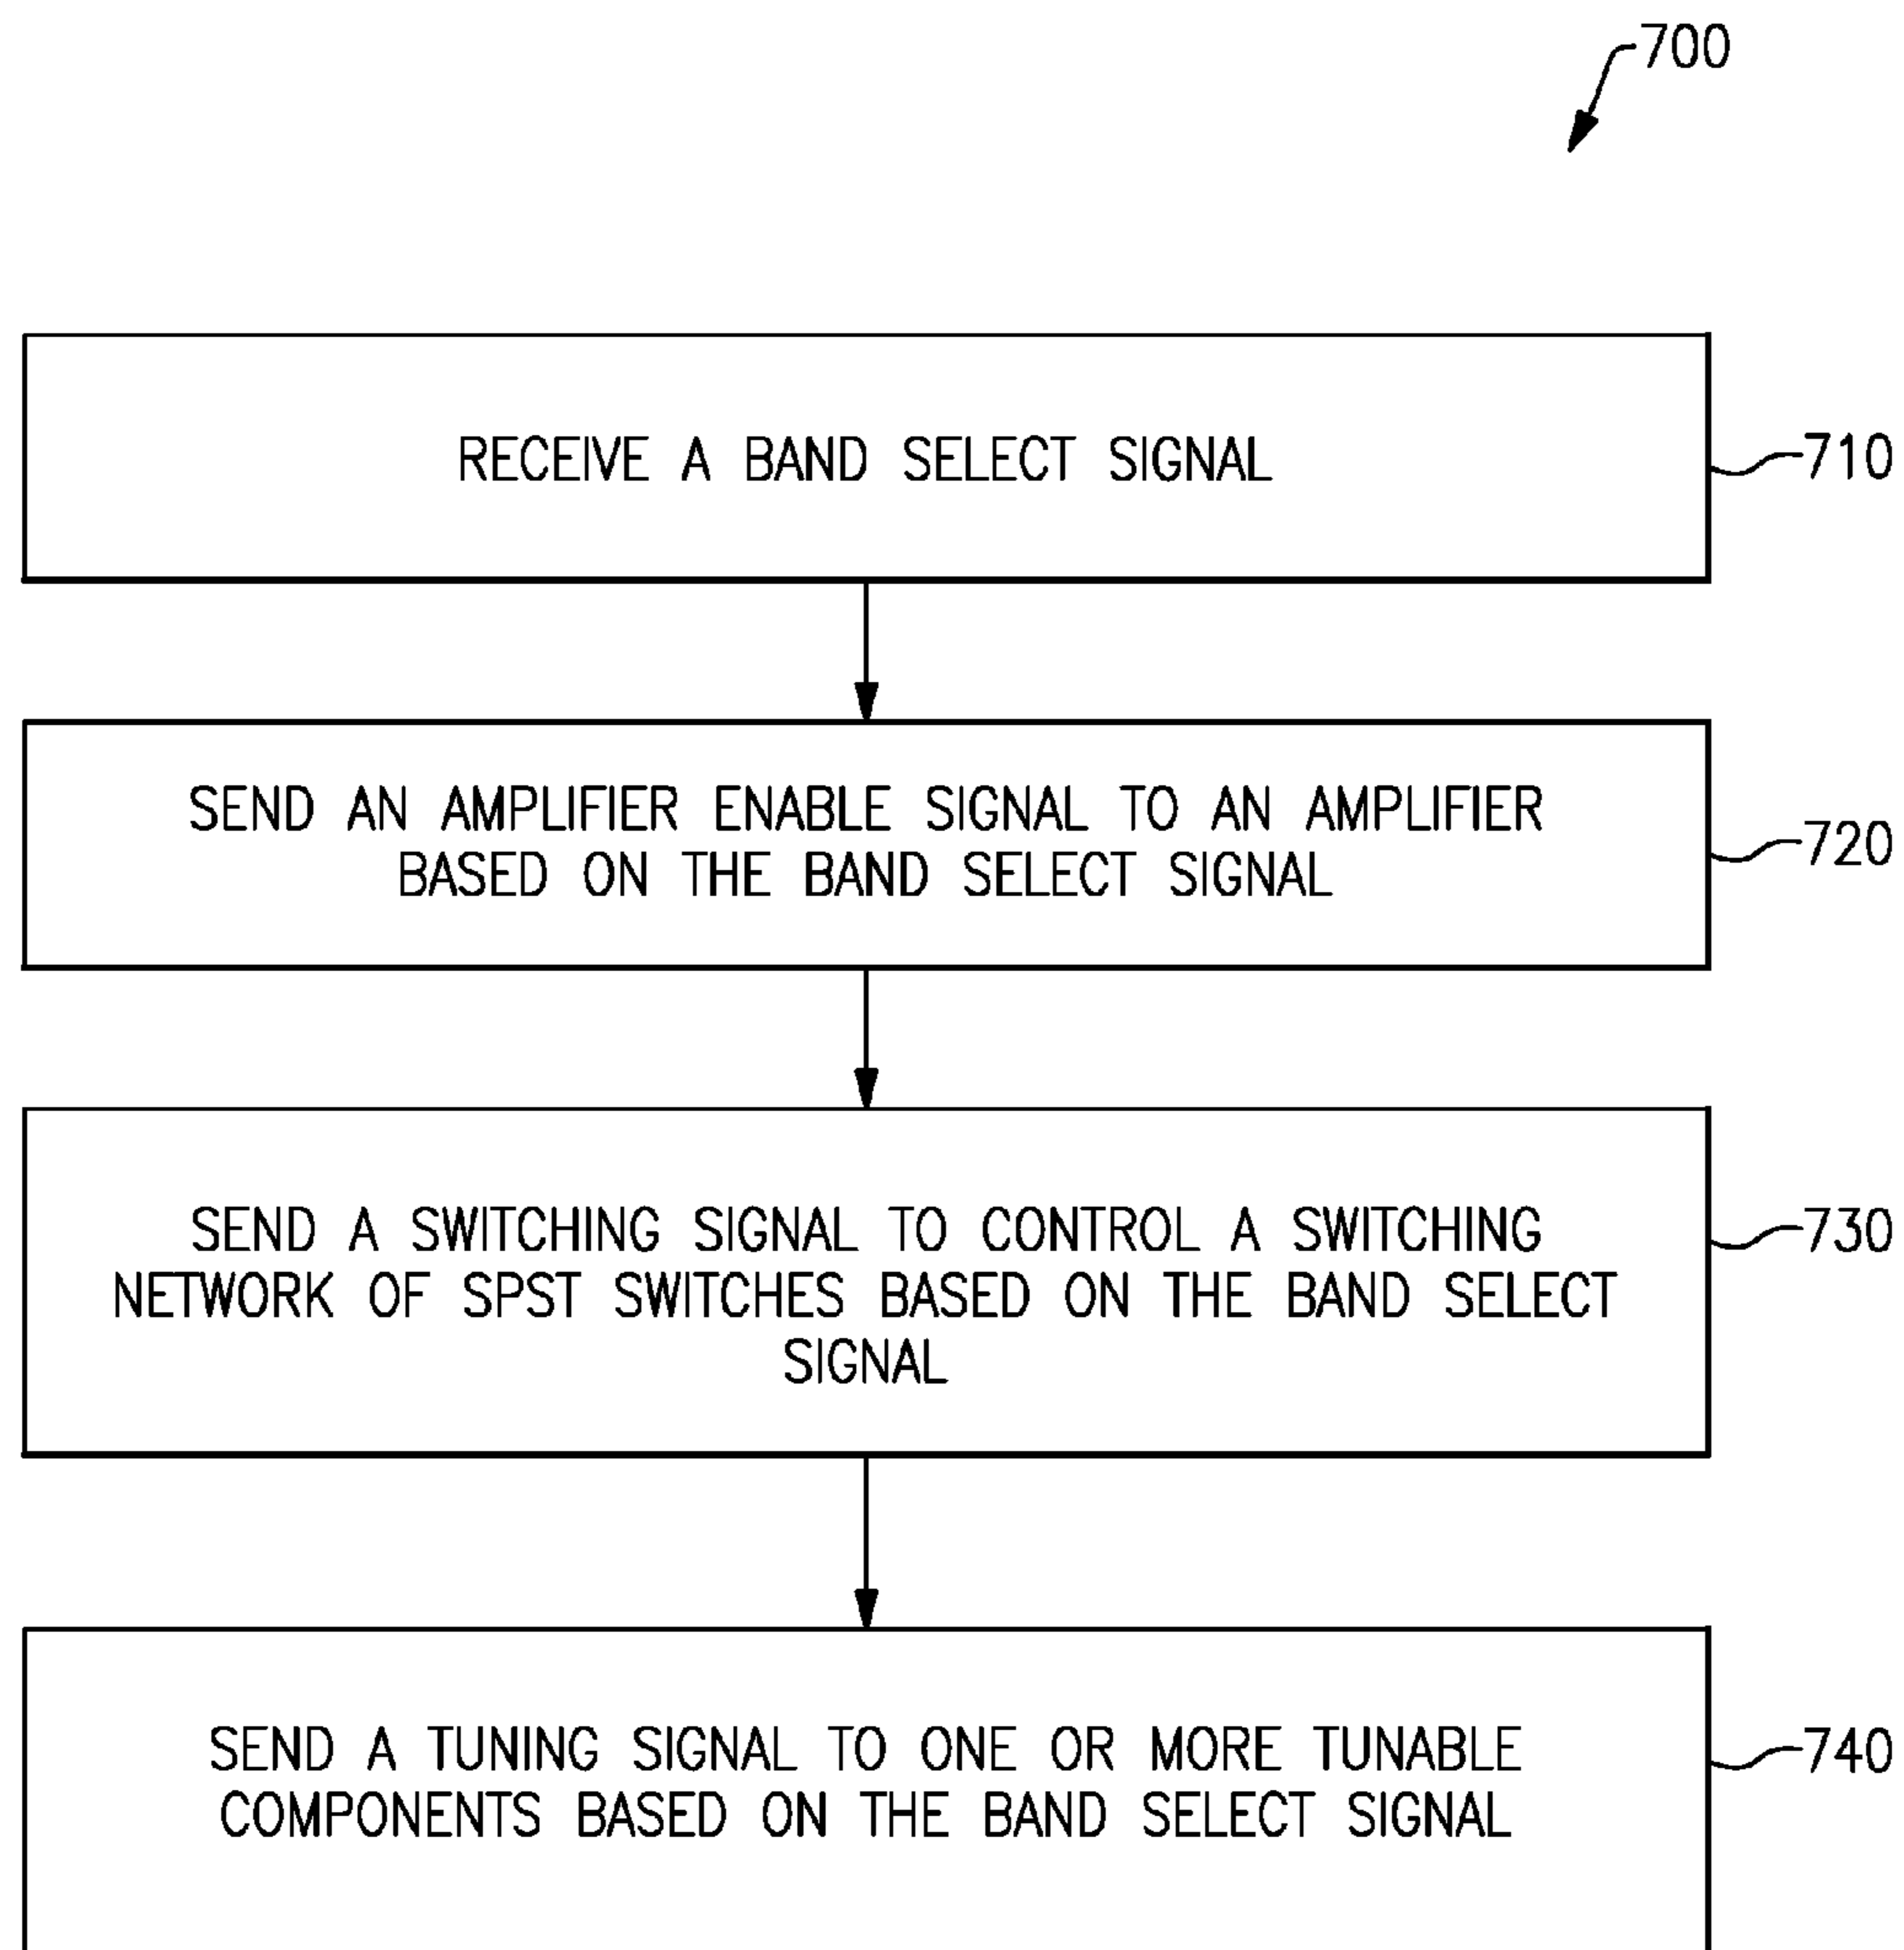 700
RECEIVE A BAND SELECT SIGNAL
710
SEND AN AMPLIFIER ENABLE SIGNAL TO AN AMPLIFIER
BASED ON THE BAND SELECT SIGNAL
720
SEND A SWITCHING SIGNAL TO CONTROL A SWITCHING
NETWORK OF SPST SWITCHES BASED ON THE BAND SELECT
SIGNAL
730
SEND A TUNING SIGNAL TO ONE OR MORE TUNABLE
COMPONENTS BASED ON THE BAND SELECT SIGNAL
740